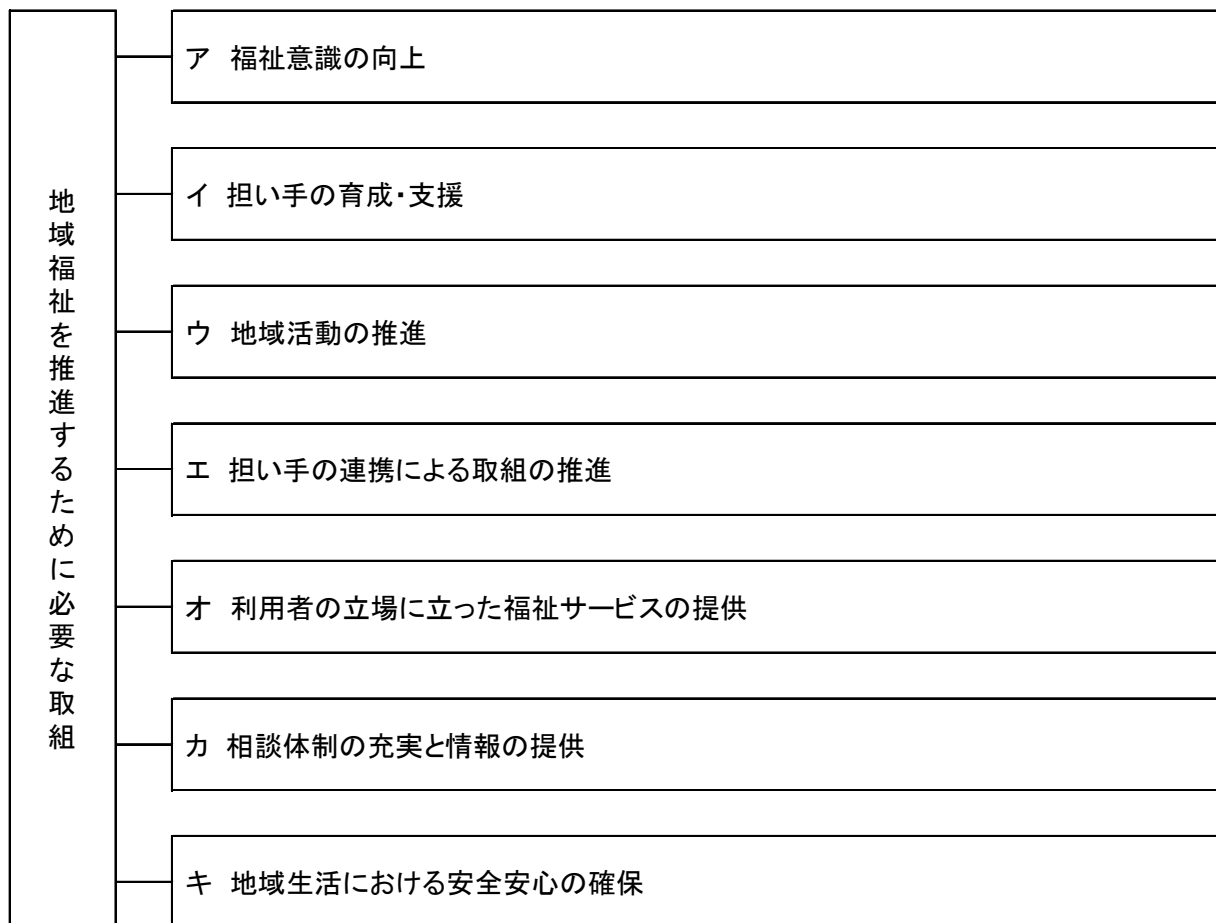 地域福祉を推進するために必要な取組
ア 福祉意識の向上
イ 担い手の育成・支援
ウ 地域活動の推進
エ 担い手の連携による取組の推進
オ 利用者の立場に立った福祉サービスの提供
カ 相談体制の充実と情報の提供
キ 地域生活における安全安心の確保